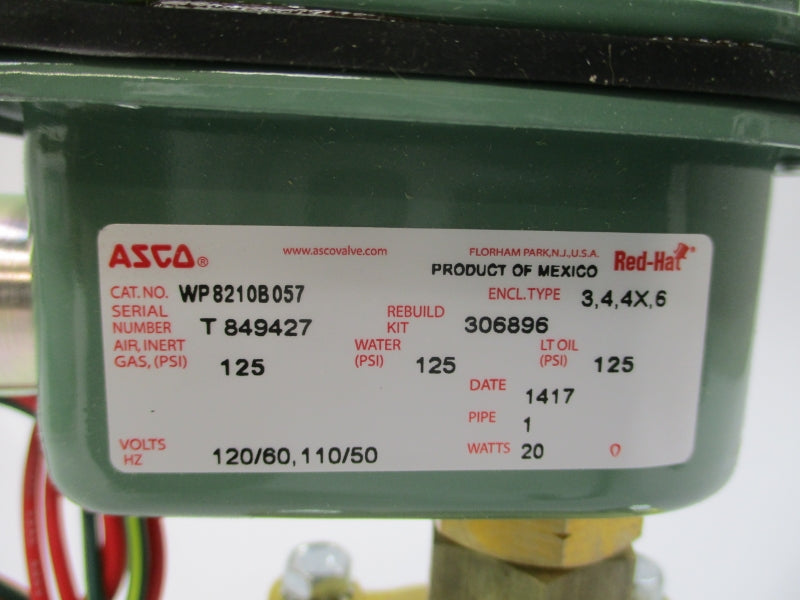 ASCO® www.ascovalve.com FLORHAM PARK,N.J.,U.S.A. Red-Hat®
PRODUCT OF MEXICO
CAT.NO. WP8210B057 ENCL.TYPE 3,4,4X,6
SERIAL NUMBER T 849427 REBUILD KIT 306896
AIR, INERT GAS, (PSI) 125 WATER (PSI) 125 LT OIL (PSI) 125
DATE 1417
PIPE 1
VOLTS HZ 120/60,110/50 WATTS 20 0